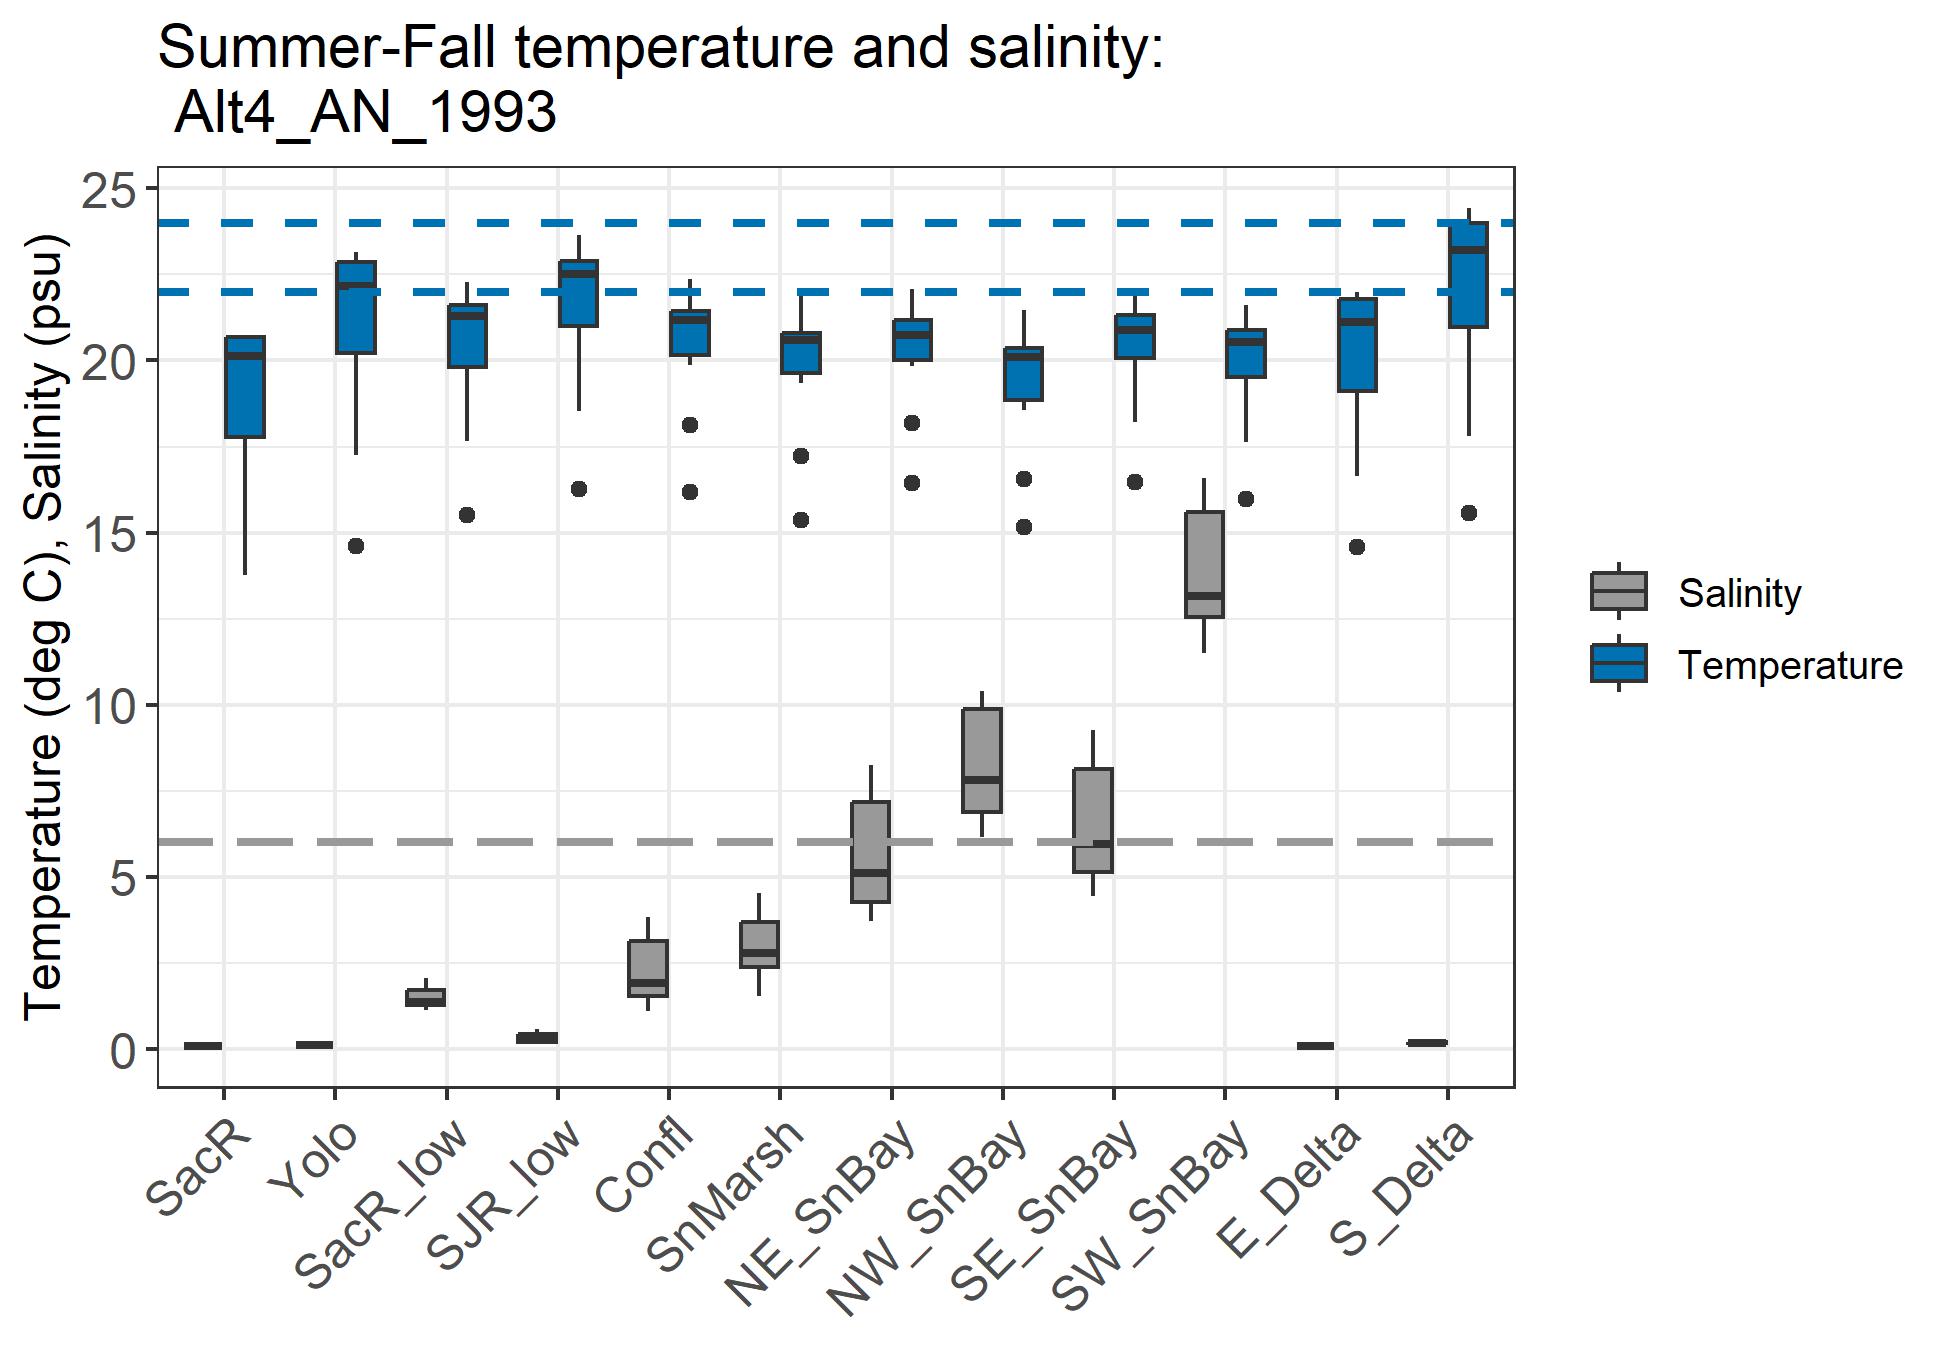 Summer-Fall temperature and salinity:
Alt4_AN_1993
Temperature (deg C), Salinity (psu)
25
20
15
10
5
0
SacR
Yolo
SacR_low
SJR_low
Confl
SnMarsh
NE_SnBay
NW_SnBay
SE_SnBay
SW_SnBay
E_Delta
S_Delta
Salinity
Temperature